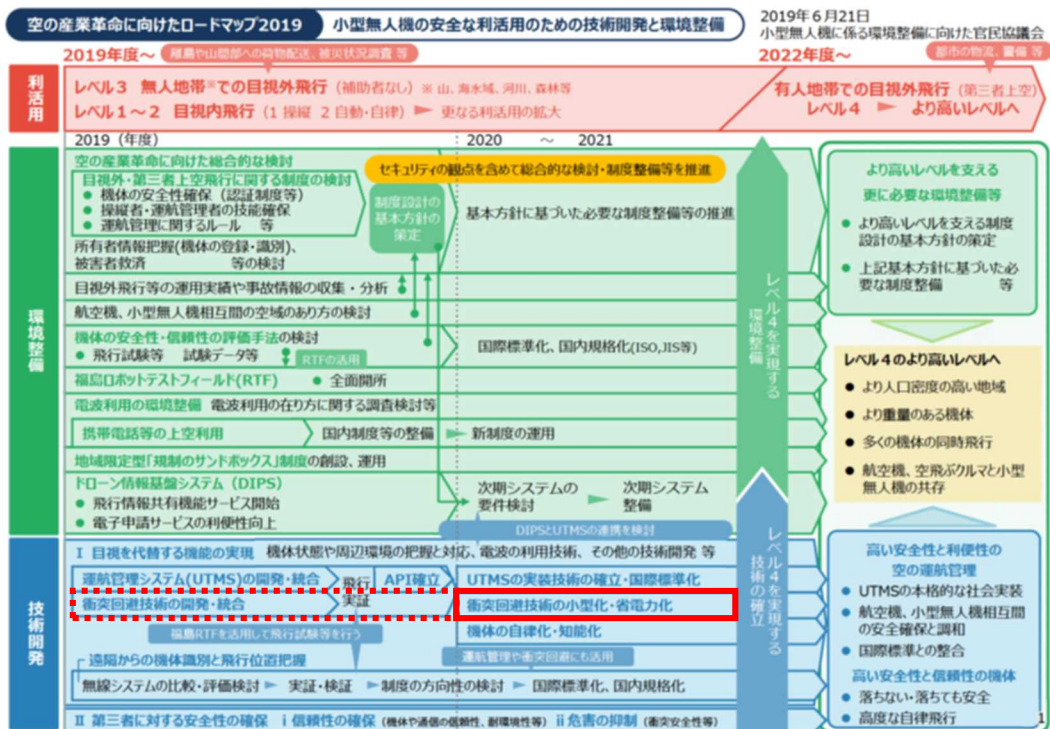 空の産業革命に向けたロードマップ2019 小型無人機の安全な利活用のための技術開発と環境整備
2019年6月21日
小型無人機に係る環境整備に向けた官民協議会
2019年度～ 離島や山間部への荷物配送、被災状況調査 等
2022年度～ 都市の物流、警備 等
利活用
レベル3 無人地帯※での目視外飛行（補助者なし）※ 山、海水域、河川、森林等
レベル1～2 目視内飛行（1 操縦 2 自動・自律） 更なる利活用の拡大
有人地帯での目視外飛行（第三者上空）
レベル4 より高いレベルへ
2019（年度） 2020 ～ 2021
環境整備
空の産業革命に向けた総合的な検討
セキュリティの観点を含めて総合的な検討・制度整備等を推進
目視外・第三者上空飛行に関する制度の検討
● 機体の安全性確保（認証制度等）
● 操縦者・運航管理者の技能確保
● 運航管理に関するルール 等
制度設計の
基本方針の
策定
基本方針に基づいた必要な制度整備等の推進
所有者情報把握(機体の登録・識別)、
被害者救済 等の検討
目視外飛行等の運用実績や事故情報の収集・分析
航空機、小型無人機相互間の空域のあり方の検討
機体の安全性・信頼性の評価手法の検討
● 飛行試験等 試験データ等
RTFの活用
国際標準化、国内規格化(ISO,JIS等)
福島ロボットテストフィールド(RTF) ● 全面開所
電波利用の環境整備 電波利用の在り方に関する調査検討等
携帯電話等の上空利用 国内制度等の整備 新制度の運用
地域限定型「規制のサンドボックス」制度の創設、運用
ドローン情報基盤システム（DIPS）
● 飛行情報共有機能サービス開始
● 電子申請サービスの利便性向上
次期システムの
要件検討
次期システム
整備
DIPSとUTMSの連携を検討
レベル4を実現する
環境整備
より高いレベルを支える
更に必要な環境整備等
● より高いレベルを支える制度
設計の基本方針の策定
● 上記基本方針に基づいた必
要な制度整備 等
レベル4のより高いレベルへ
● より人口密度の高い地域
● より重量のある機体
● 多くの機体の同時飛行
● 航空機、空飛ぶクルマと小型
無人機の共存
技術開発
Ⅰ 目視を代替する機能の実現 機体状態や周辺環境の把握と対応、電波の利用技術、その他の技術開発 等
運航管理システム(UTMS)の開発・統合
飛行
実証
API確立
UTMSの実装技術の確立・国際標準化
衝突回避技術の開発・統合
衝突回避技術の小型化・省電力化
福島RTFを活用して飛行試験等を行う
機体の自律化・知能化
遠隔からの機体識別と飛行位置把握
運航管理や衝突回避にも活用
無線システムの比較・評価検討 実証・検証 制度の方向性の検討 国際標準化、国内規格化
Ⅱ 第三者に対する安全性の確保 ⅰ信頼性の確保（機体や通信の信頼性、耐環境性等）ⅱ危害の抑制（衝突安全性等）
レベル4を実現する
技術の確立
高い安全性と利便性の
空の運航管理
● UTMSの本格的な社会実装
● 航空機、小型無人機相互間
の安全確保と調和
● 国際標準との整合
高い安全性と信頼性の機体
● 落ちない・落ちても安全
● 高度な自律飛行
1